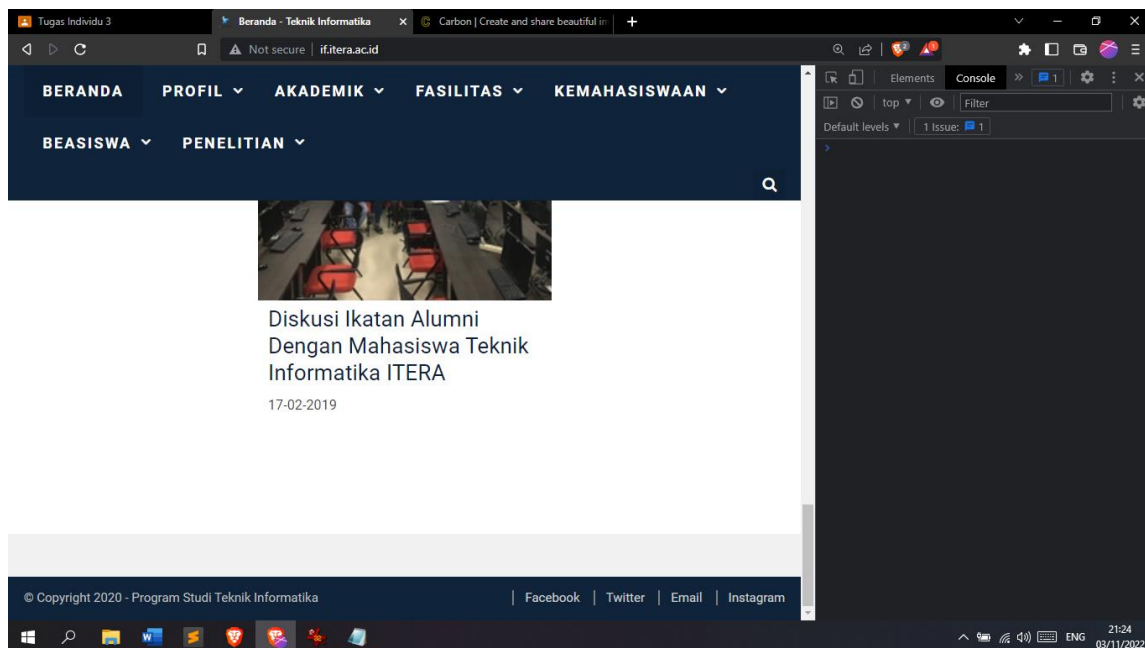 Tugas Individu 3
Beranda - Teknik Informatika
Carbon | Create and share beautiful im
Not secure
if.itera.ac.id
2
1
BERANDA PROFIL AKADEMIK FASILITAS KEMAHASISWAAN
BEASISWA PENELITIAN
Diskusi Ikatan Alumni
Dengan Mahasiswa Teknik
Informatika ITERA
17-02-2019
© Copyright 2020 - Program Studi Teknik Informatika
| Facebook | Twitter | Email | Instagram
Elements Console » 1
top Filter
Default levels 1 Issue: 1
ENG
21:24
03/11/2022